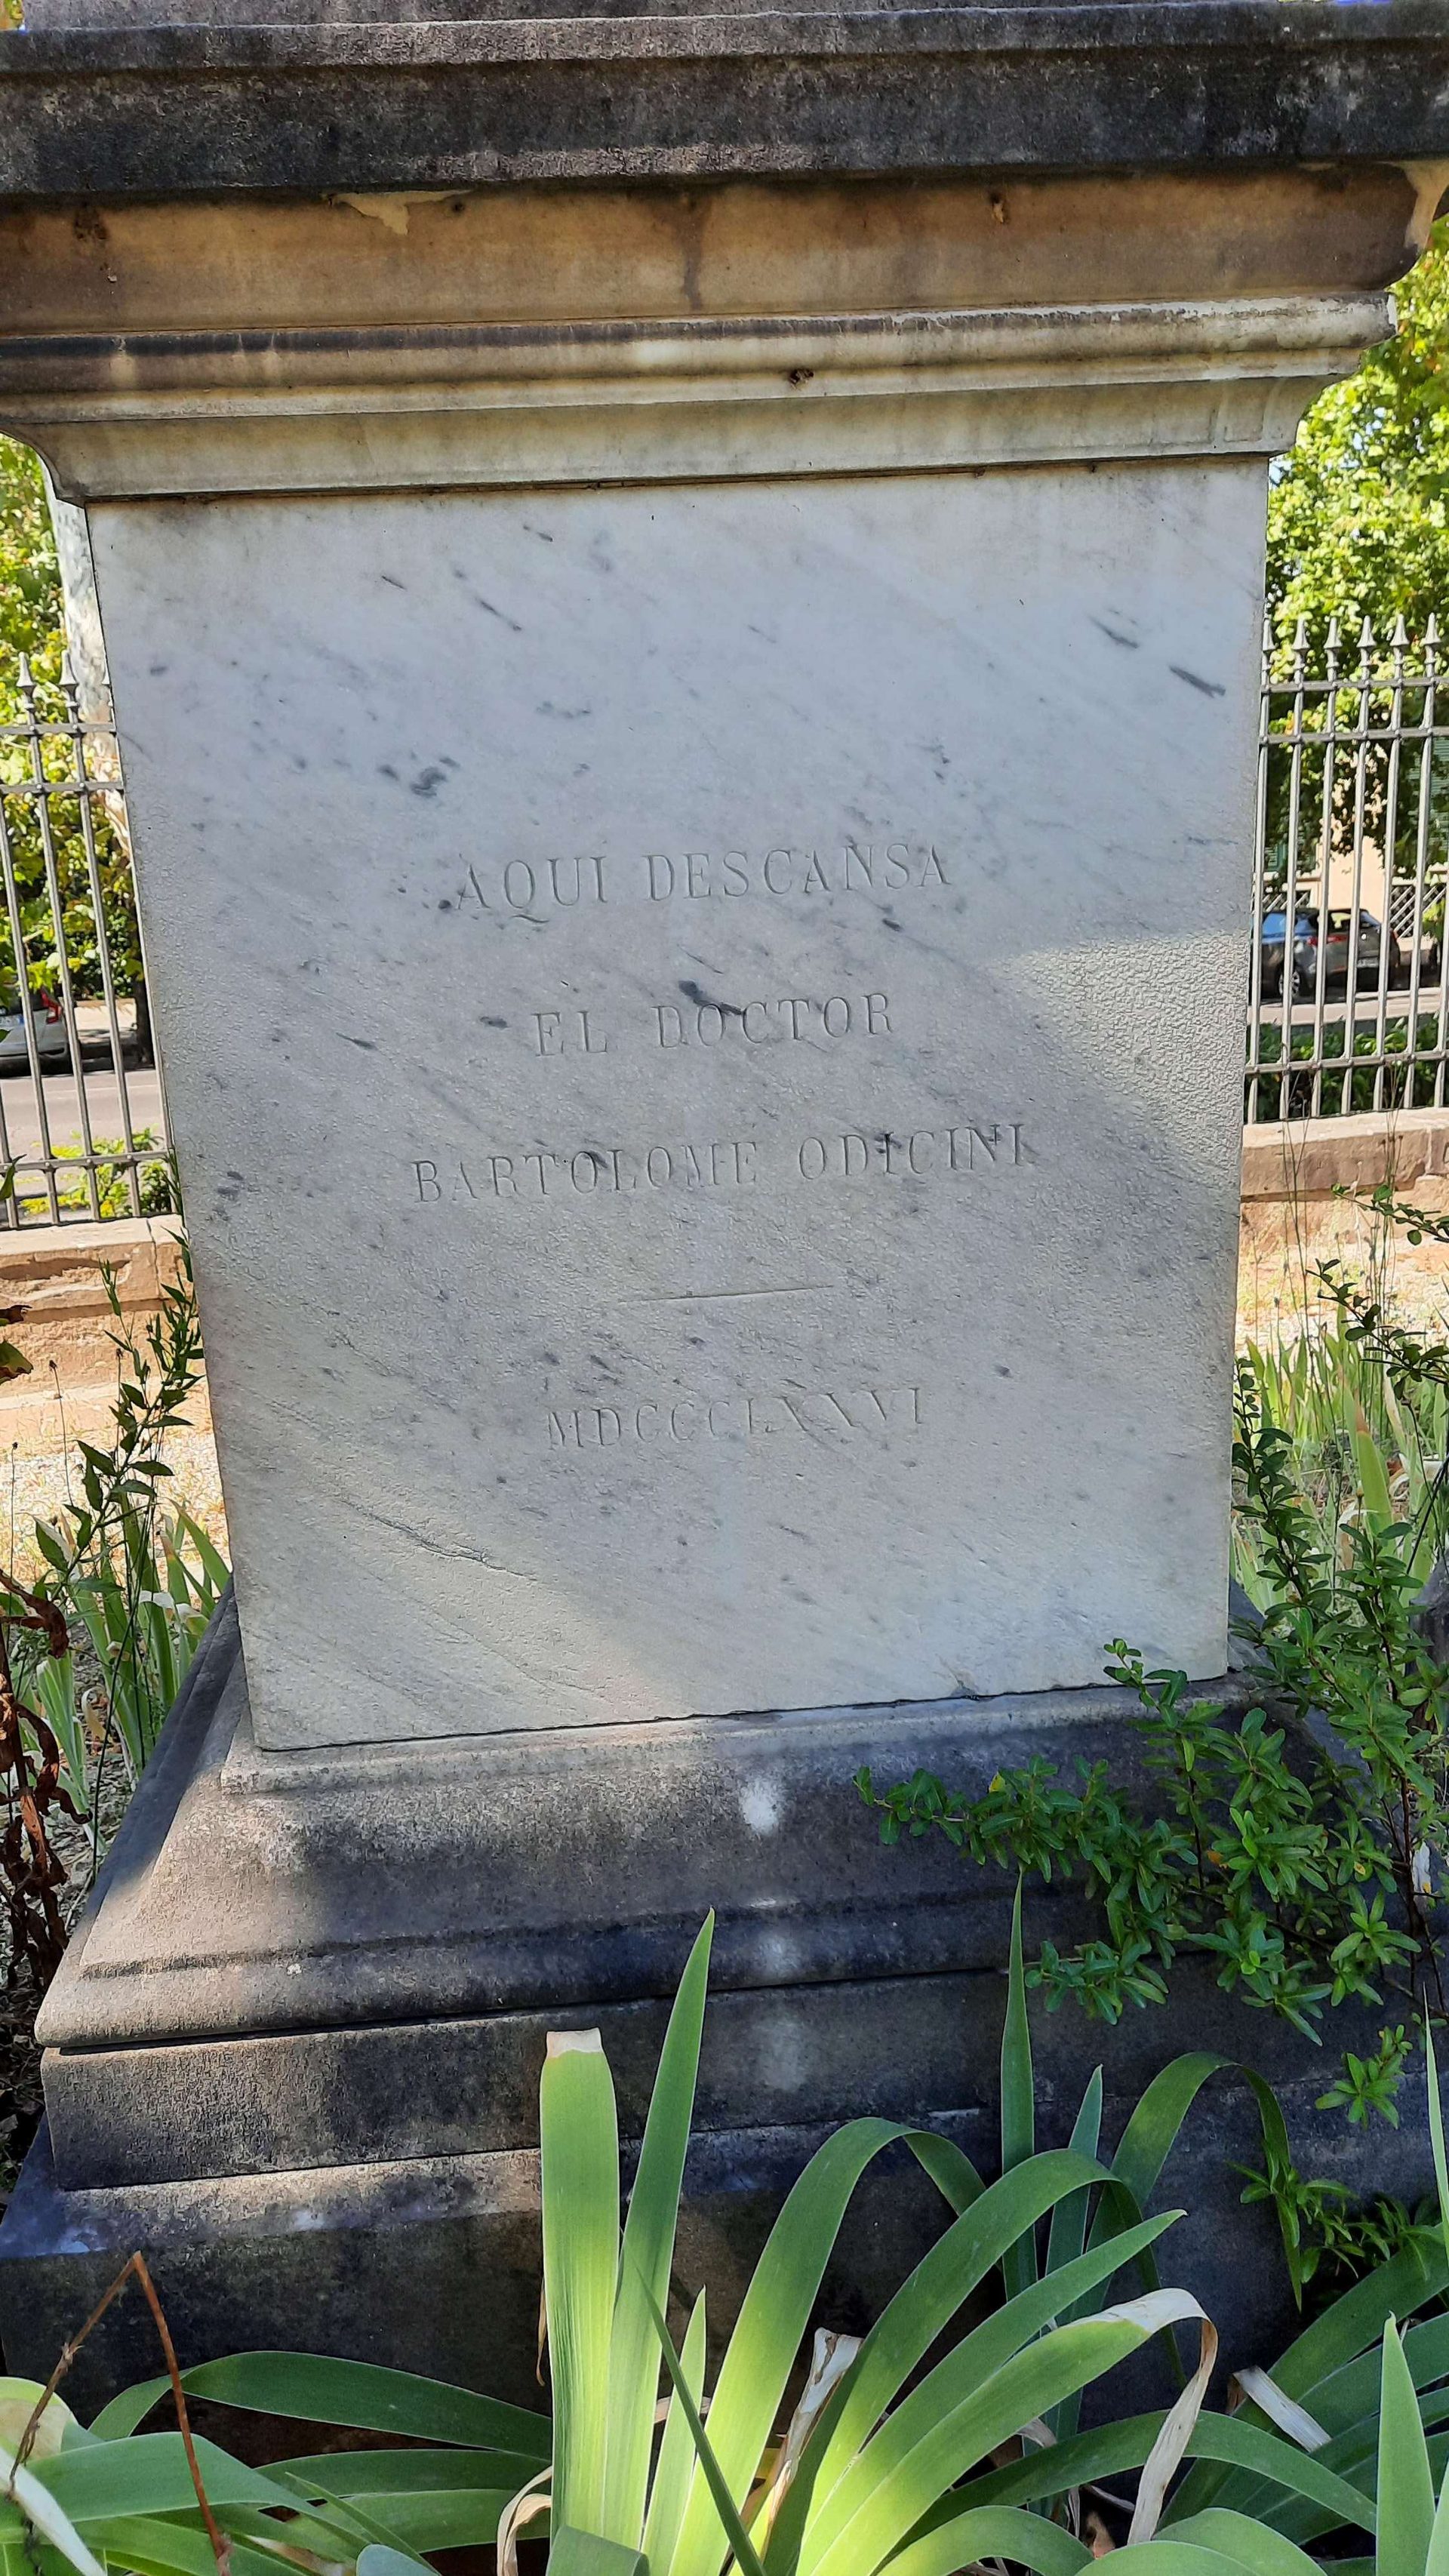 AQUI DESCANSA
EL DOCTOR
BARTOLOME ODICINI
MDCCCLXXVI